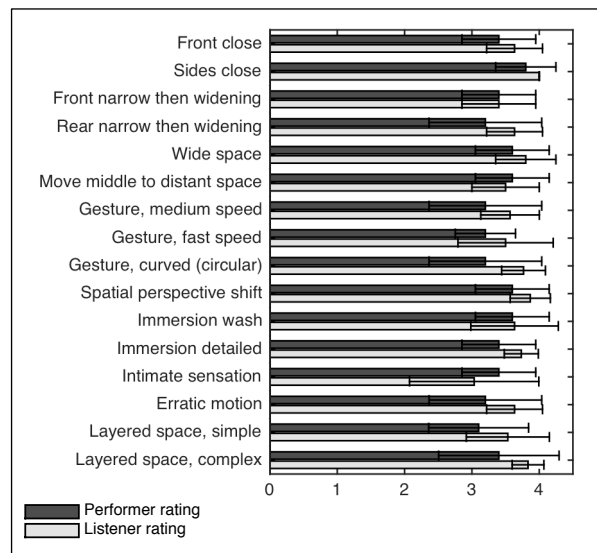 Front close
Sides close
Front narrow then widening
Rear narrow then widening
Wide space
Move middle to distant space
Gesture, medium speed
Gesture, fast speed
Gesture, curved (circular)
Spatial perspective shift
Immersion wash
Immersion detailed
Intimate sensation
Erratic motion
Layered space, simple
Layered space, complex
0 1 2 3 4
Performer rating
Listener rating